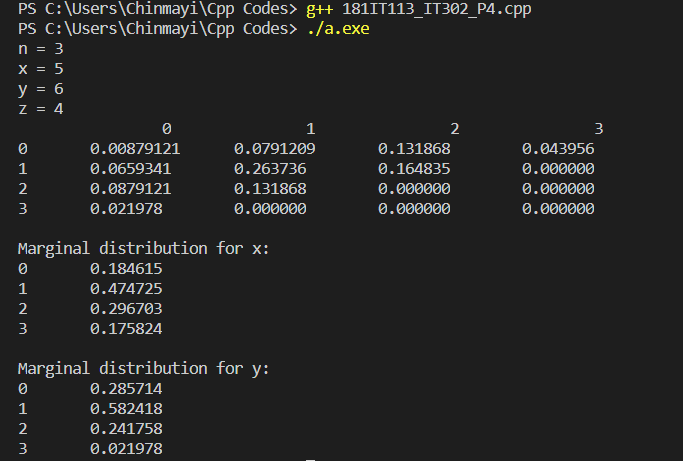 PS C:\Users\Chinmayi\Cpp Codes> g++ 181IT113_IT302_P4.cpp
PS C:\Users\Chinmayi\Cpp Codes> ./a.exe
n = 3
x = 5
y = 6
z = 4
0 1 2 3
0 0.00879121 0.0791209 0.131868 0.043956
1 0.0659341 0.263736 0.164835 0.000000
2 0.0879121 0.131868 0.000000 0.000000
3 0.021978 0.000000 0.000000 0.000000
Marginal distribution for x:
0 0.184615
1 0.474725
2 0.296703
3 0.175824
Marginal distribution for y:
0 0.285714
1 0.582418
2 0.241758
3 0.021978